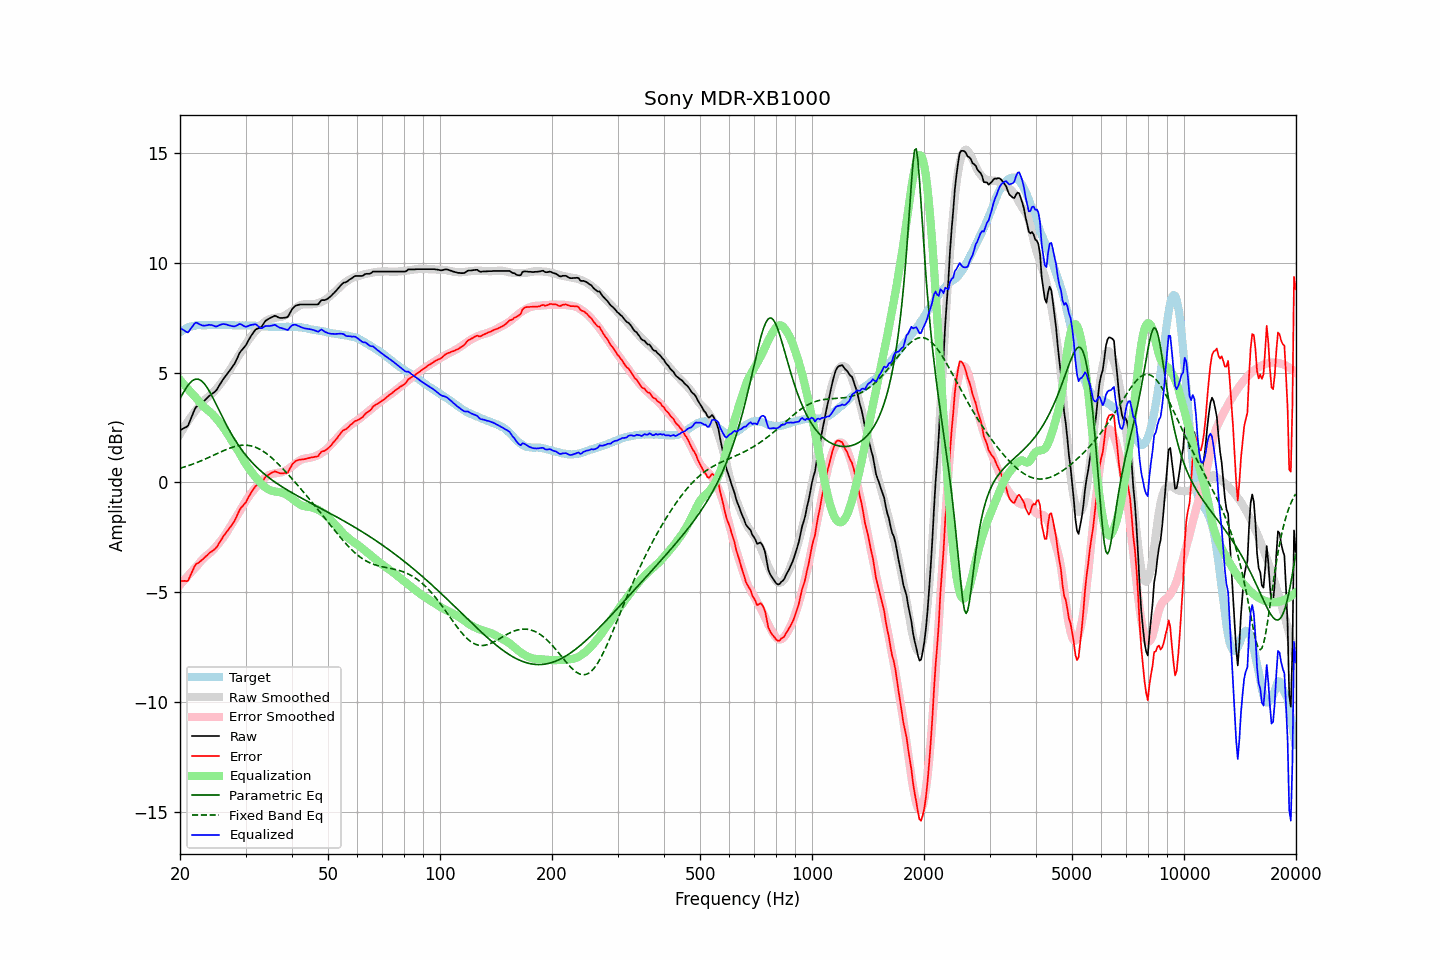 Sony MDR-XB1000
Amplitude (dBr)
15
10
5
0
−5
−10
−15
Target
Raw Smoothed
Error Smoothed
Raw
Error
Equalization
Parametric Eq
Fixed Band Eq
Equalized
20 50 100 200 500 1000 2000 5000 10000 20000
Frequency (Hz)